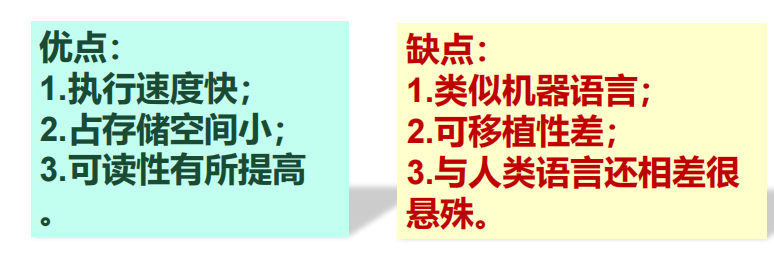 优点：
1.执行速度快；
2.占存储空间小；
3.可读性有所提高
。
缺点：
1.类似机器语言；
2.可移植性差；
3.与人类语言还相差很
悬殊。